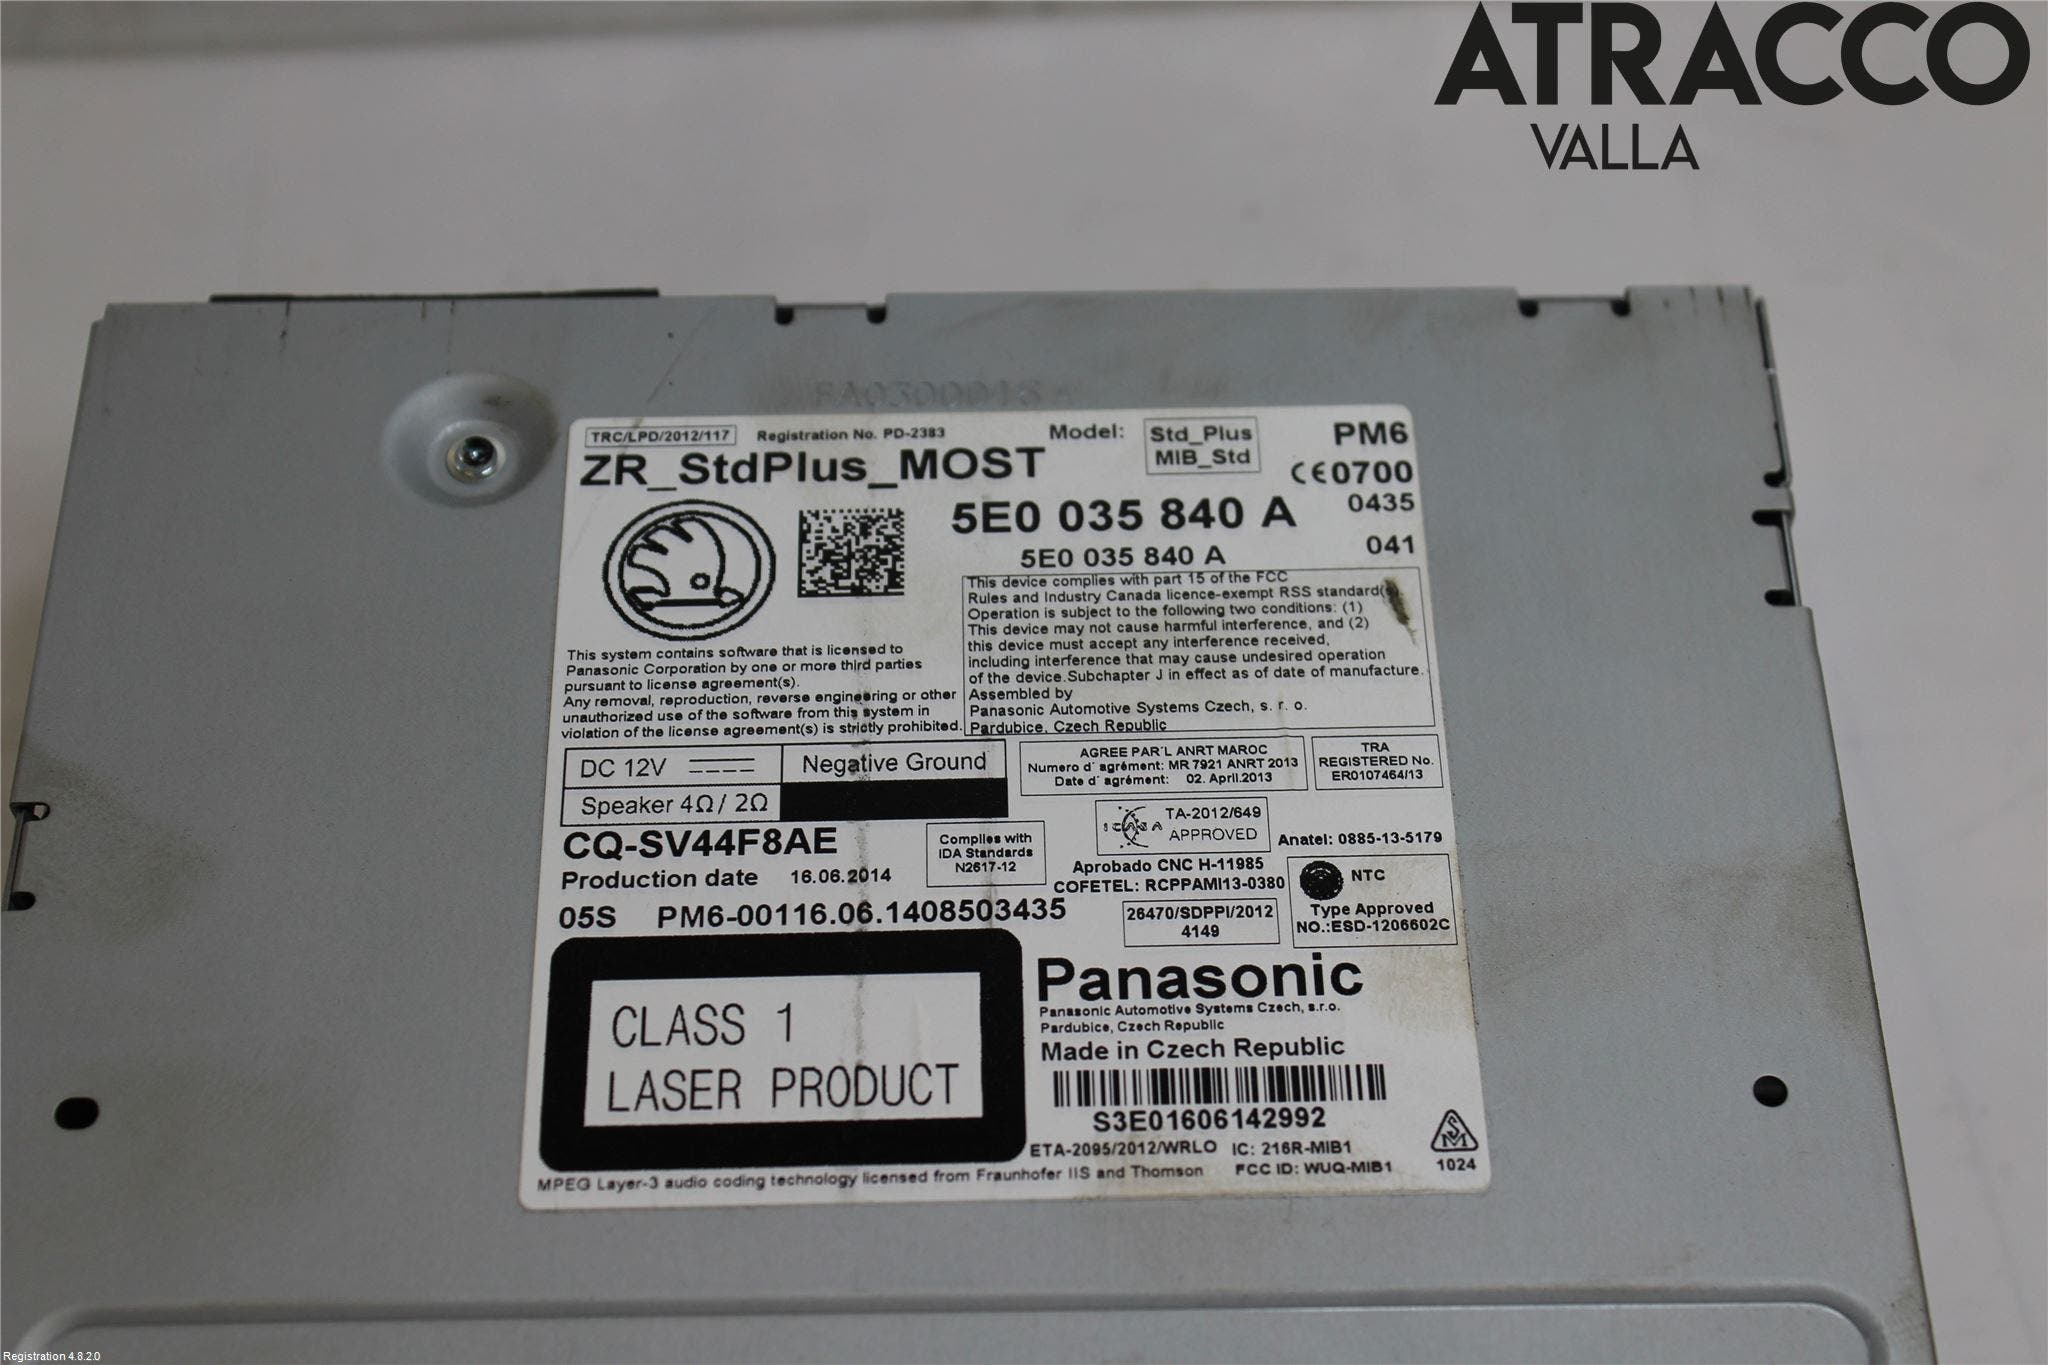 ATRACCO
VALLA
TRC/LPD/2012/117
Registration No. PD-2383
Model:
Std_Plus
MIB_Std
PM6
ZR_StdPlus_MOST
CE0700
0435
5E0 035 840 A
5E0 035 840 A
041
This device complies with part 15 of the FCC
Rules and Industry Canada licence-exempt RSS standard(s).
Operation is subject to the following two conditions: (1)
This device may not cause harmful interference, and (2)
this device must accept any interference received,
including interference that may cause undesired operation
of the device.Subchapter J in effect as of date of manufacture.
Assembled by
Panasonic Automotive Systems Czech, s. r. o.
Pardubice, Czech Republic
This system contains software that is licensed to
Panasonic Corporation by one or more third parties
pursuant to license agreement(s).
Any removal, reproduction, reverse engineering or other
unauthorized use of the software from this system in
violation of the license agreement(s) is strictly prohibited.
DC 12V
Negative Ground
Speaker 4Ω/ 2Ω
AGREE PAR'L ANRT MAROC
Numero d' agrément: MR 7921 ANRT 2013
Date d' agrément: 02. April.2013
TRA
REGISTERED No.
ER0107464/13
ICASA
TA-2012/649
APPROVED
Anatel: 0885-13-5179
CQ-SV44F8AE
Complies with
IDA Standards
N2617-12
Aprobado CNC H-11985
COFETEL: RCPPAMI13-0380
NTC
Type Approved
NO.:ESD-1206602C
Production date 16.06.2014
05S PM6-00116.06.1408503435
26470/SDPPI/2012
4149
CLASS 1
LASER PRODUCT
Panasonic
Panasonic Automotive Systems Czech, s.r.o.
Pardubice, Czech Republic
Made in Czech Republic
S3E01606142992
ETA-2095/2012/WRLO IC: 216R-MIB1
FCC ID: WUQ-MIB1
SM
1024
MPEG Layer-3 audio coding technology licensed from Fraunhofer IIS and Thomson
Registration 4.8.2.0